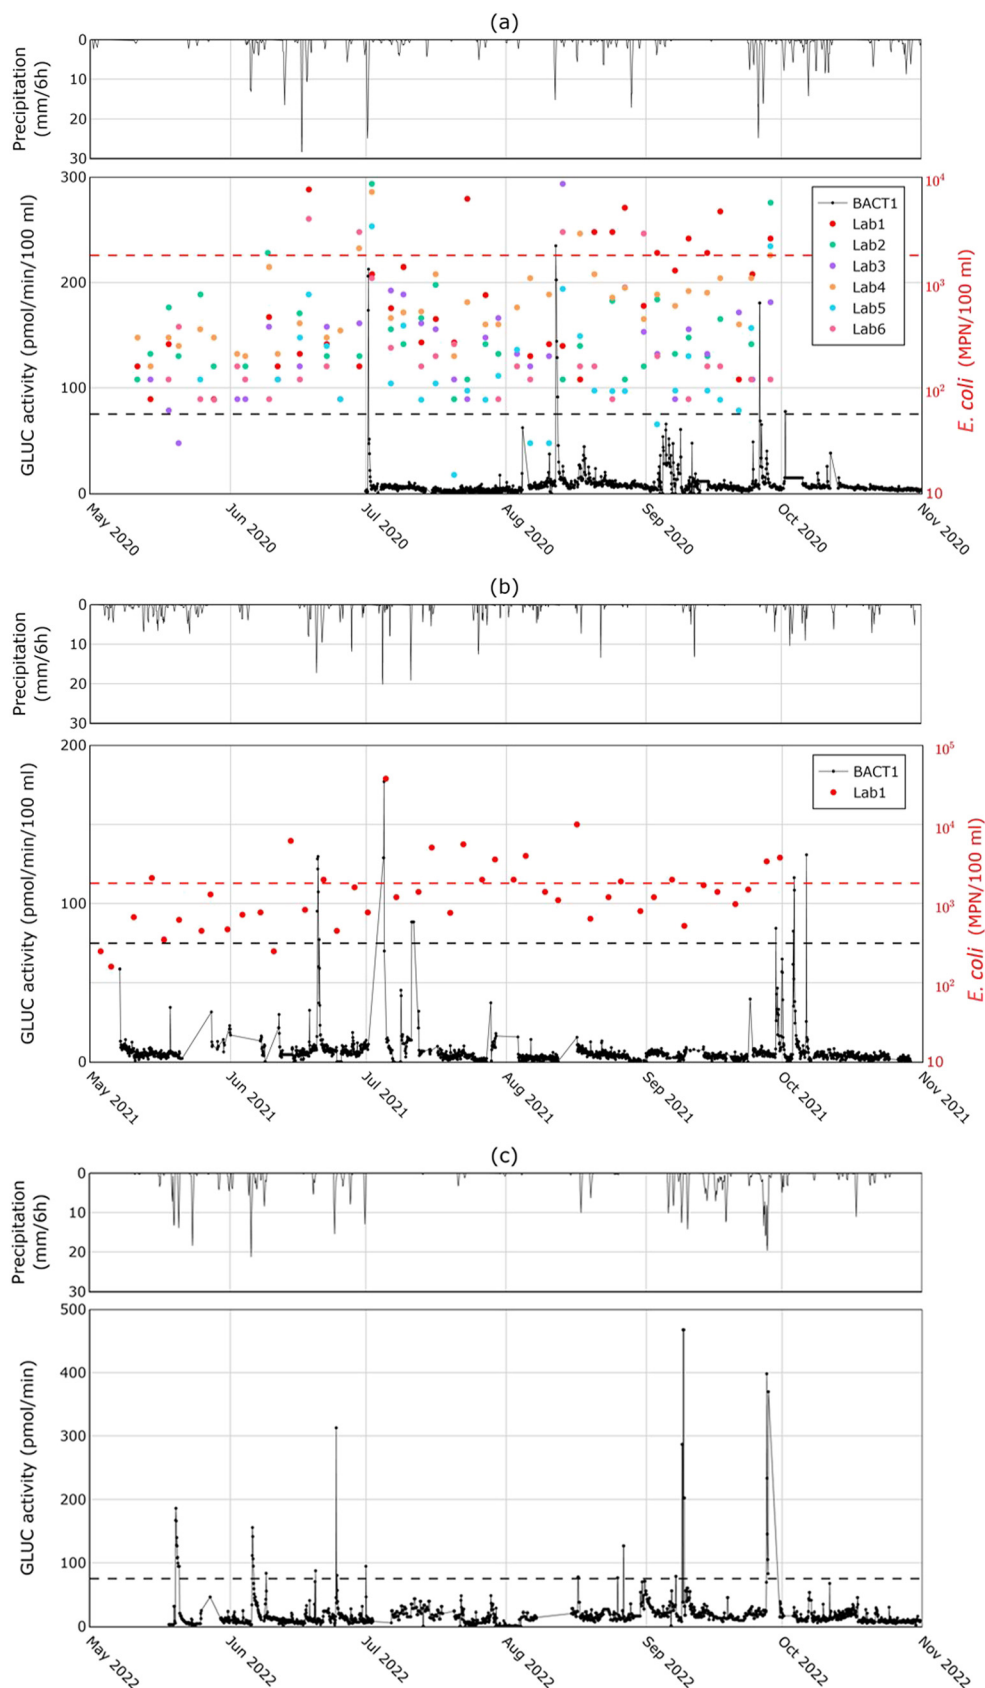 (a)
Precipitation
(mm/6h)
0
10
20
30
GLUC activity (pmol/min/100 ml)
300
200
100
0
10⁴
10³
10²
10
E. coli (MPN/100 ml)
BACT1
Lab1
Lab2
Lab3
Lab4
Lab5
Lab6
May 2020
Jun 2020
Jul 2020
Aug 2020
Sep 2020
Oct 2020
Nov 2020
(b)
Precipitation
(mm/6h)
0
10
20
30
GLUC activity (pmol/min/100 ml)
200
100
0
10⁵
10⁴
10³
10²
10
E. coli (MPN/100 ml)
BACT1
Lab1
May 2021
Jun 2021
Jul 2021
Aug 2021
Sep 2021
Oct 2021
Nov 2021
(c)
Precipitation
(mm/6h)
0
10
20
30
GLUC activity (pmol/min)
500
400
300
200
100
0
May 2022
Jun 2022
Jul 2022
Aug 2022
Sep 2022
Oct 2022
Nov 2022